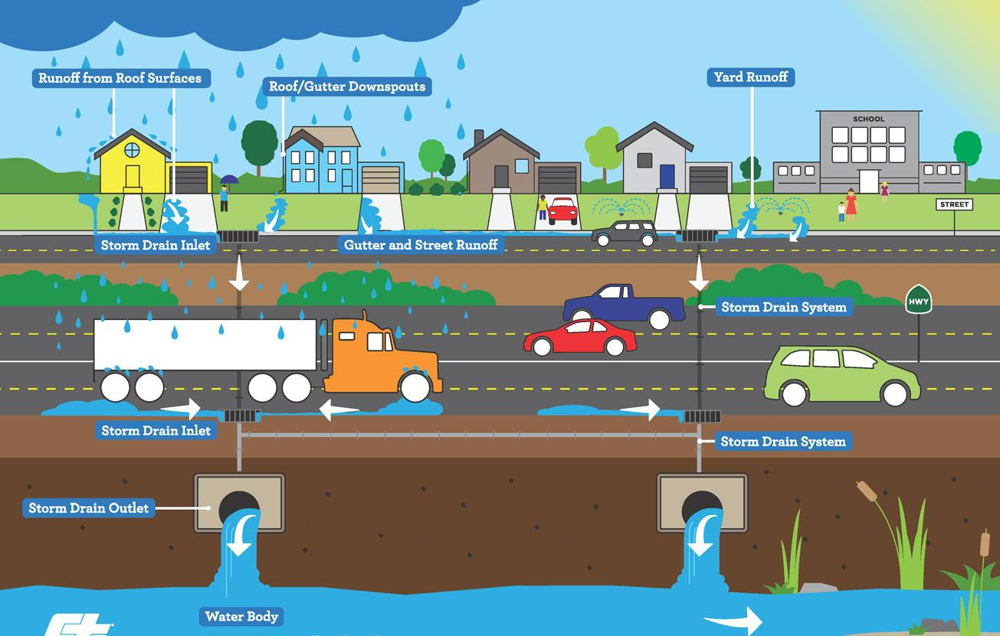 Runoff from Roof Surfaces
Roof/Gutter Downspouts
Yard Runoff
SCHOOL
STREET
Storm Drain Inlet
Gutter and Street Runoff
HWY
Storm Drain System
Storm Drain Inlet
Storm Drain System
Storm Drain Outlet
Water Body